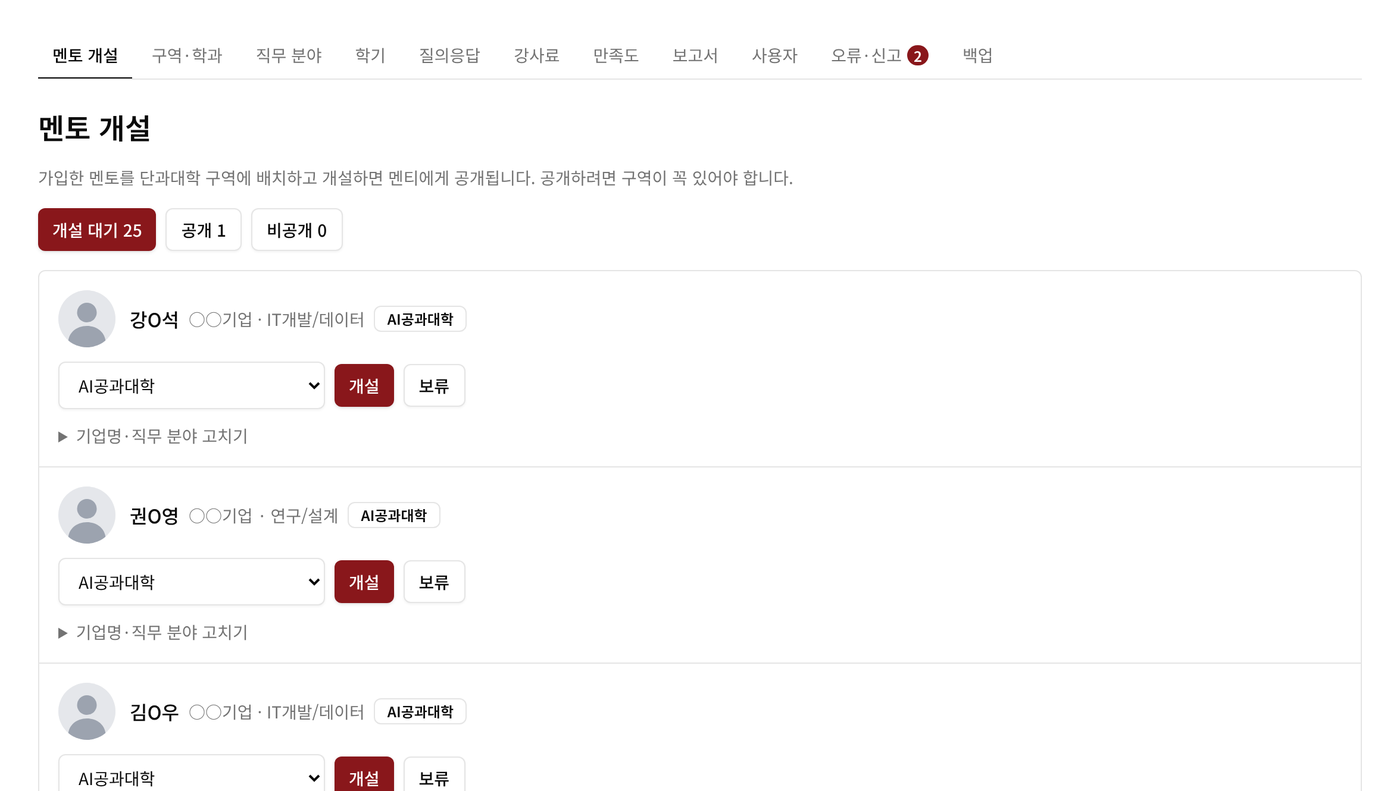 멘토 개설 구역·학과 직무 분야 학기 질의응답 강사료 만족도 보고서 사용자 오류·신고 2 백업
멘토 개설
가입한 멘토를 단과대학 구역에 배치하고 개설하면 멘티에게 공개됩니다. 공개하려면 구역이 꼭 있어야 합니다.
개설 대기 25 공개 1 비공개 0
강O석 ○○기업 · IT개발/데이터 AI공과대학
AI공과대학 개설 보류
▶ 기업명·직무 분야 고치기
권O영 ○○기업 · 연구/설계 AI공과대학
AI공과대학 개설 보류
▶ 기업명·직무 분야 고치기
김O우 ○○기업 · IT개발/데이터 AI공과대학
AI공과대학 개설 보류